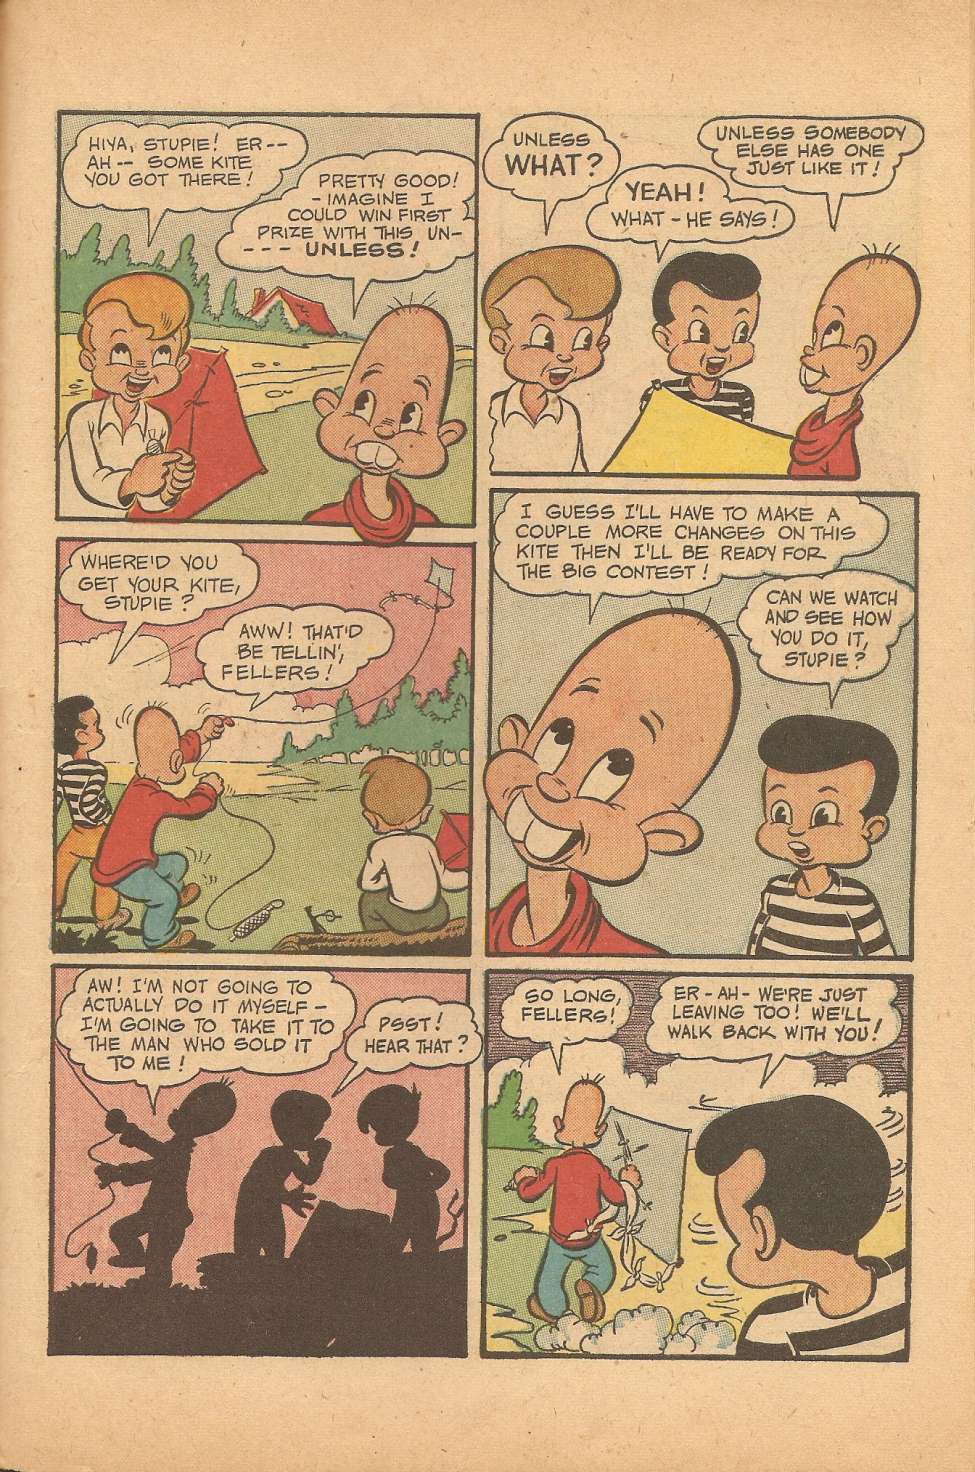 HIYA, STUPIE! ER--
AH-- SOME KITE
YOU GOT THERE!
PRETTY GOOD!
-IMAGINE I
COULD WIN FIRST
PRIZE WITH THIS UN-
---UNLESS!
UNLESS
WHAT?
YEAH!
WHAT-HE SAYS!
UNLESS SOMEBODY
ELSE HAS ONE
JUST LIKE IT!
WHERE'D YOU
GET YOUR KITE,
STUPIE?
AWW! THAT'D
BE TELLIN',
FELLERS!
I GUESS I'LL HAVE TO MAKE A
COUPLE MORE CHANGES ON THIS
KITE THEN I'LL BE READY FOR
THE BIG CONTEST!
CAN WE WATCH
AND SEE HOW
YOU DO IT,
STUPIE?
AW! I'M NOT GOING TO
ACTUALLY DO IT MYSELF-
I'M GOING TO TAKE IT TO
THE MAN WHO SOLD IT
TO ME!
PSST!
HEAR THAT?
SO LONG,
FELLERS!
ER-AH-WE'RE JUST
LEAVING TOO! WE'LL
WALK BACK WITH YOU!